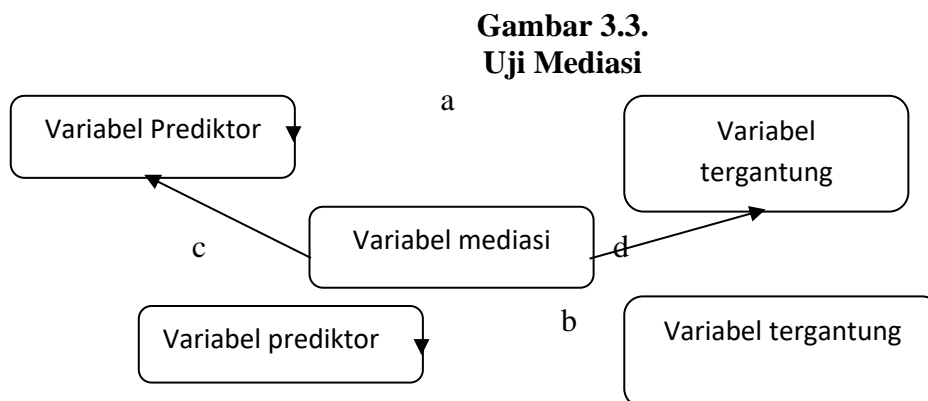 Gambar 3.3.
Uji Mediasi
a
Variabel Prediktor
Variabel
tergantung
c
Variabel mediasi
d
b
Variabel prediktor
Variabel tergantung